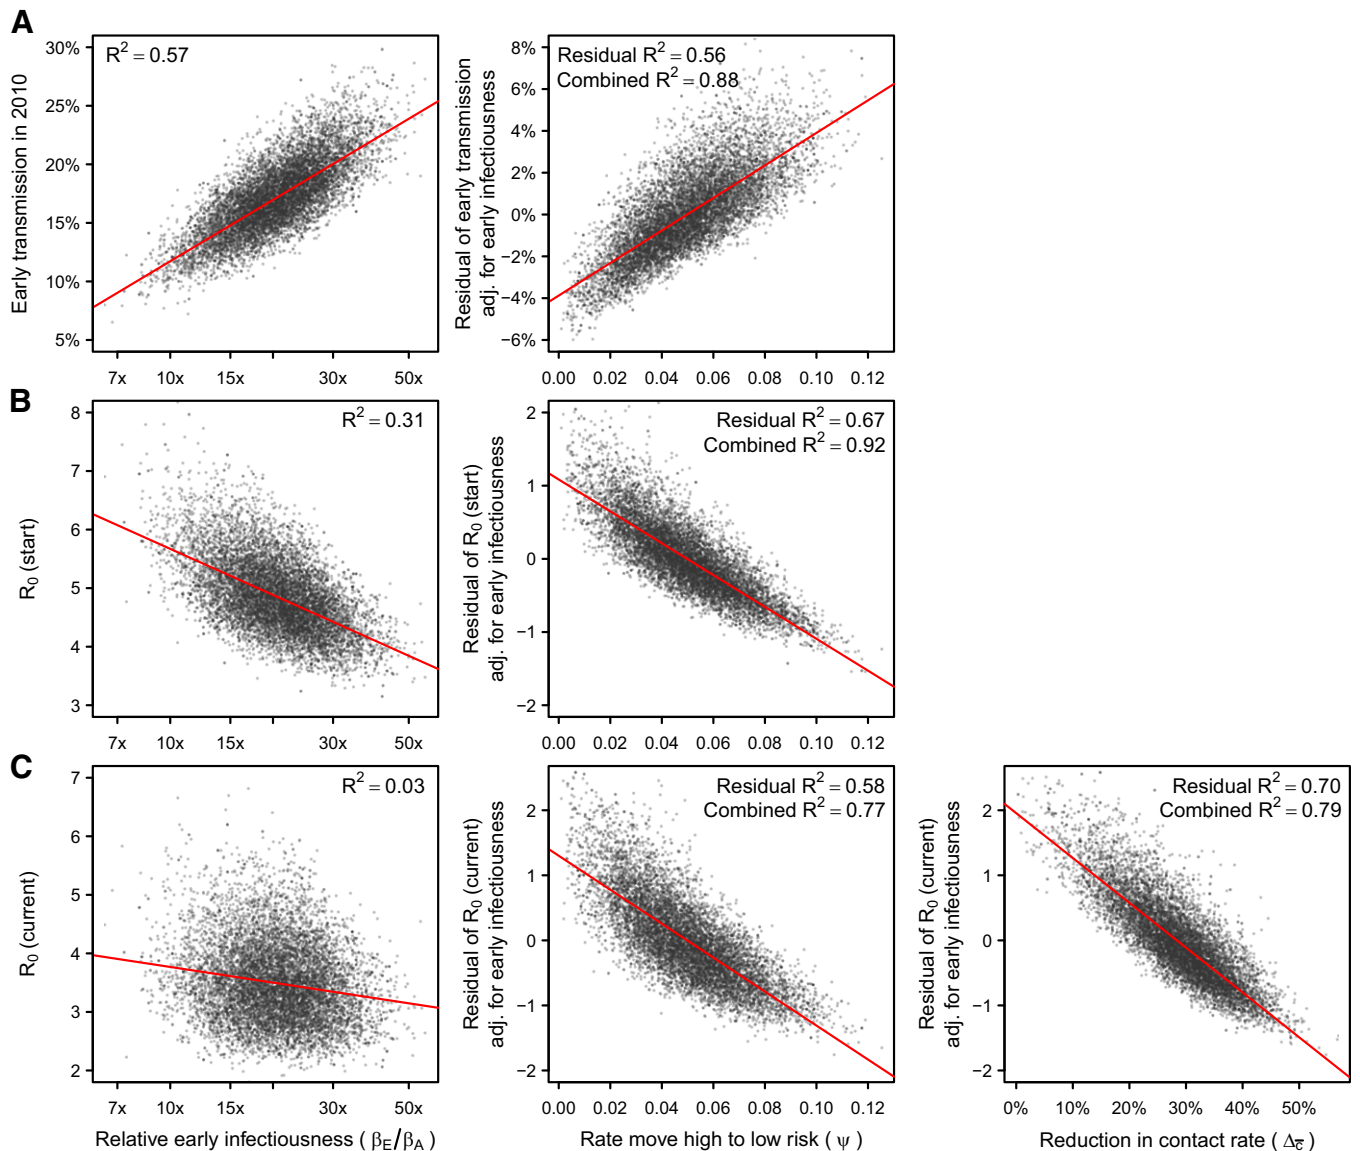 A
30%
25%
20%
15%
10%
5%
Early transmission in 2010
R² = 0.57
7x 10x 15x 30x 50x
8%
6%
4%
2%
0%
−2%
−4%
−6%
Residual of early transmission
adj. for early infectiousness
Residual R² = 0.56
Combined R² = 0.88
0.00 0.02 0.04 0.06 0.08 0.10 0.12
B
8
7
6
5
4
3
R₀ (start)
R² = 0.31
7x 10x 15x 30x 50x
2
1
0
−1
−2
Residual of R₀ (start)
adj. for early infectiousness
Residual R² = 0.67
Combined R² = 0.92
0.00 0.02 0.04 0.06 0.08 0.10 0.12
C
7
6
5
4
3
2
R₀ (current)
R² = 0.03
7x 10x 15x 30x 50x
Relative early infectiousness ( β_E/β_A )
2
1
0
−1
−2
Residual of R₀ (current)
adj. for early infectiousness
Residual R² = 0.58
Combined R² = 0.77
0.00 0.02 0.04 0.06 0.08 0.10 0.12
Rate move high to low risk ( ψ )
2
1
0
−1
−2
Residual of R₀ (current)
adj. for early infectiousness
Residual R² = 0.70
Combined R² = 0.79
0% 10% 20% 30% 40% 50%
Reduction in contact rate ( Δ_c̅ )